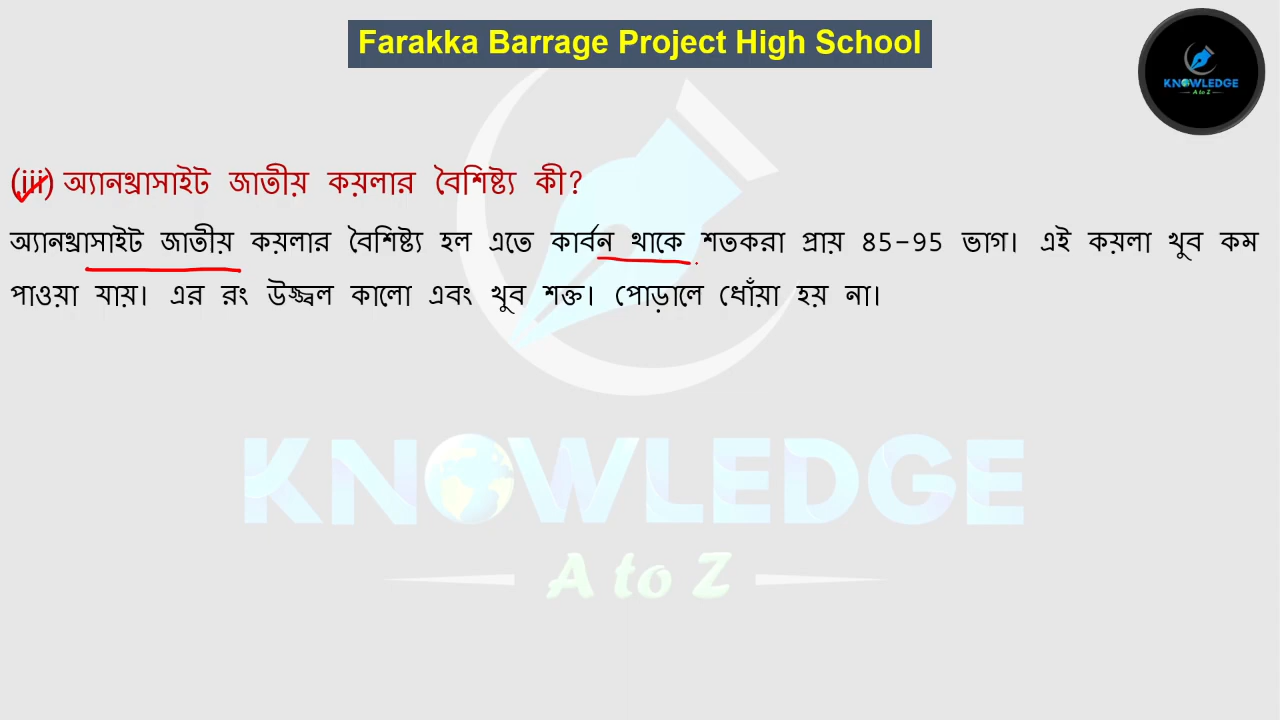 Farakka Barrage Project High School
KNOWLEDGE
A to Z
(iii) অ্যানথ্রাসাইট জাতীয় কয়লার বৈশিষ্ট্য কী?
অ্যানথ্রাসাইট জাতীয় কয়লার বৈশিষ্ট্য হল এতে কার্বন থাকে শতকরা প্রায় 85-95 ভাগ। এই কয়লা খুব কম
পাওয়া যায়। এর রং উজ্জ্বল কালো এবং খুব শক্ত। পোড়ালে ধোঁয়া হয় না।
KNOWLEDGE
A to Z